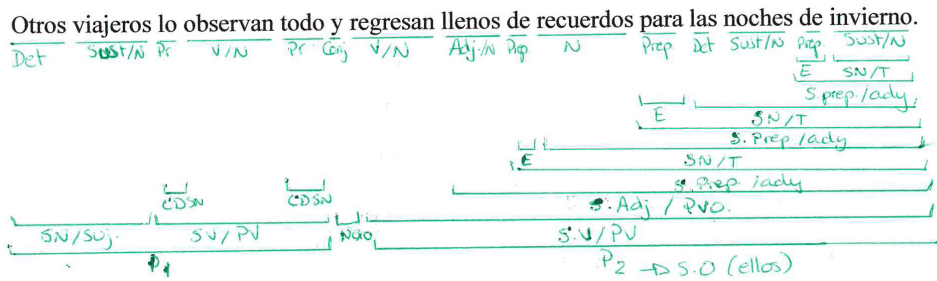 Otros viajeros lo observan todo y regresan llenos de recuerdos para las noches de invierno.
Det Sust/N Pr V/N Pr Conj V/N Adj/N Prep N Prep Det Sust/N Prep Sust/N
E SN/T
S.prep/ady
E SN/T
S.Prep/ady
E SN/T
CDSN CDSN S.Prep/ady
S.Adj/PVO.
SN/Suj. SV/PV Nexo S.V/PV
P1 P2 → S.O (ellos)